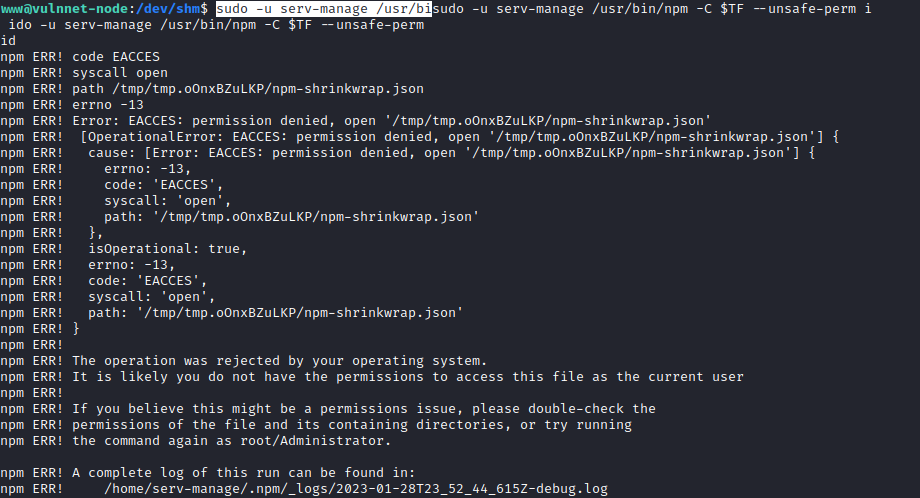 www@vulnnet-node:/dev/shm$ sudo -u serv-manage /usr/bisudo -u serv-manage /usr/bin/npm -C $TF --unsafe-perm i
 ido -u serv-manage /usr/bin/npm -C $TF --unsafe-perm
id
npm ERR! code EACCES
npm ERR! syscall open
npm ERR! path /tmp/tmp.oOnxBZuLKP/npm-shrinkwrap.json
npm ERR! errno -13
npm ERR! Error: EACCES: permission denied, open '/tmp/tmp.oOnxBZuLKP/npm-shrinkwrap.json'
npm ERR!  [OperationalError: EACCES: permission denied, open '/tmp/tmp.oOnxBZuLKP/npm-shrinkwrap.json'] {
npm ERR!   cause: [Error: EACCES: permission denied, open '/tmp/tmp.oOnxBZuLKP/npm-shrinkwrap.json'] {
npm ERR!     errno: -13,
npm ERR!     code: 'EACCES',
npm ERR!     syscall: 'open',
npm ERR!     path: '/tmp/tmp.oOnxBZuLKP/npm-shrinkwrap.json'
npm ERR!   },
npm ERR!   isOperational: true,
npm ERR!   errno: -13,
npm ERR!   code: 'EACCES',
npm ERR!   syscall: 'open',
npm ERR!   path: '/tmp/tmp.oOnxBZuLKP/npm-shrinkwrap.json'
npm ERR! }
npm ERR!
npm ERR! The operation was rejected by your operating system.
npm ERR! It is likely you do not have the permissions to access this file as the current user
npm ERR!
npm ERR! If you believe this might be a permissions issue, please double-check the
npm ERR! permissions of the file and its containing directories, or try running
npm ERR! the command again as root/Administrator.

npm ERR! A complete log of this run can be found in:
npm ERR!     /home/serv-manage/.npm/_logs/2023-01-28T23_52_44_615Z-debug.log